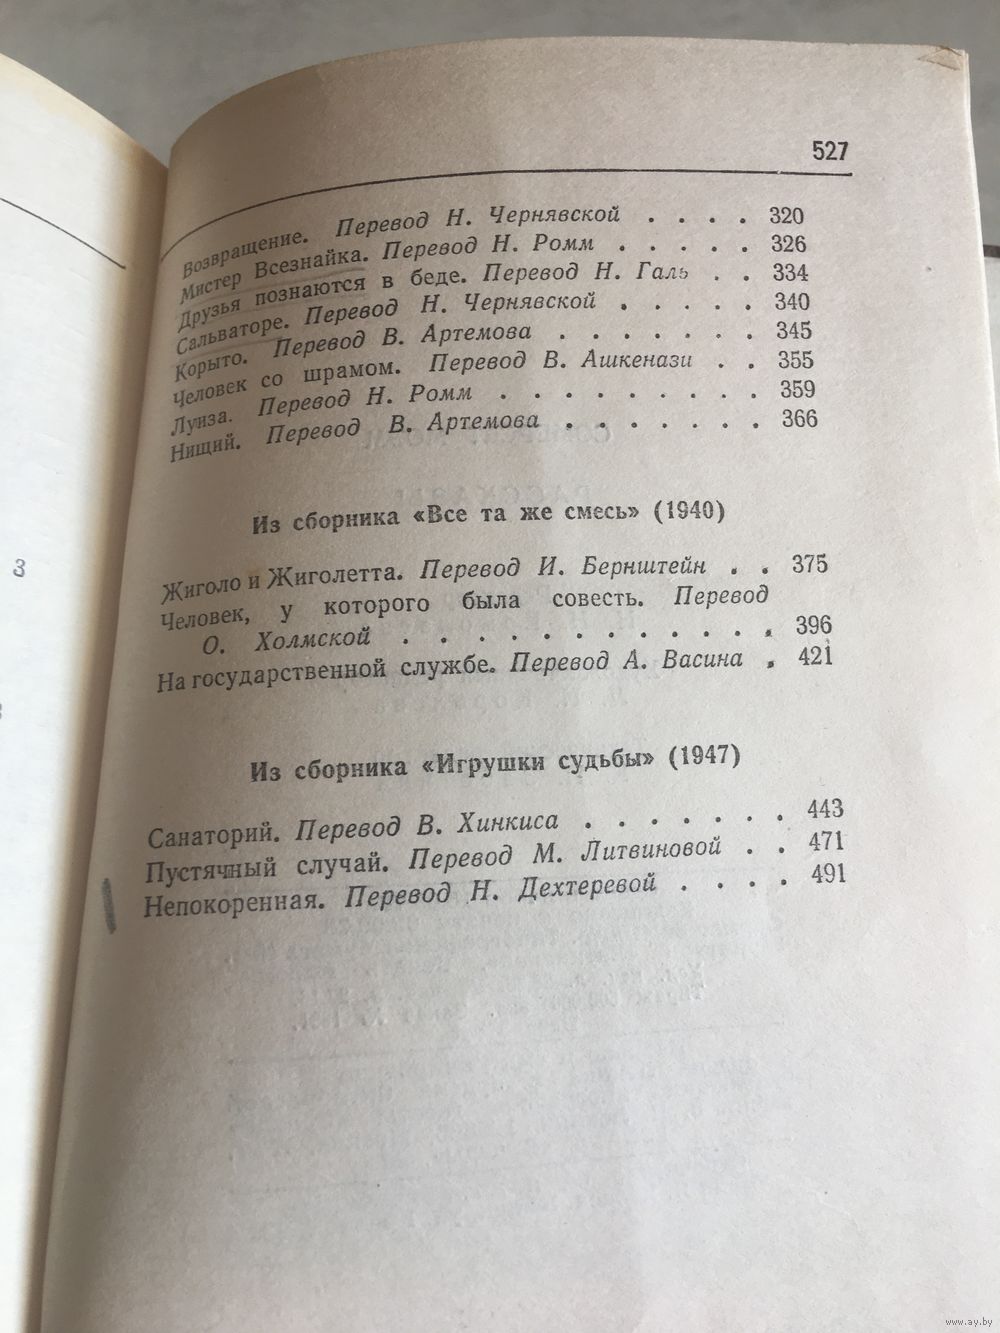 527
Возвращение. Перевод Н. Чернявской . . . . 320
Мистер Всезнайка. Перевод Н. Ромм . . . . . 326
Друзья познаются в беде. Перевод Н. Галь . . 334
Сальваторе. Перевод Н. Чернявской . . . . . 340
Корыто. Перевод В. Артемова . . . . . . . 345
Человек со шрамом. Перевод В. Ашкенази . . 355
Луиза. Перевод Н. Ромм . . . . . . . . . 359
Нищий. Перевод В. Артемова . . . . . . . 366
Из сборника «Все та же смесь» (1940)
Жиголо и Жиголетта. Перевод И. Бернштейн . . 375
Человек, у которого была совесть. Перевод
О. Холмской . . . . . . . . . . . . 396
На государственной службе. Перевод А. Васина . 421
Из сборника «Игрушки судьбы» (1947)
Санаторий. Перевод В. Хинкиса . . . . . . . 443
Пустячный случай. Перевод М. Литвиновой . . 471
Непокоренная. Перевод Н. Дехтеревой . . . . 491
3
www.ay.by